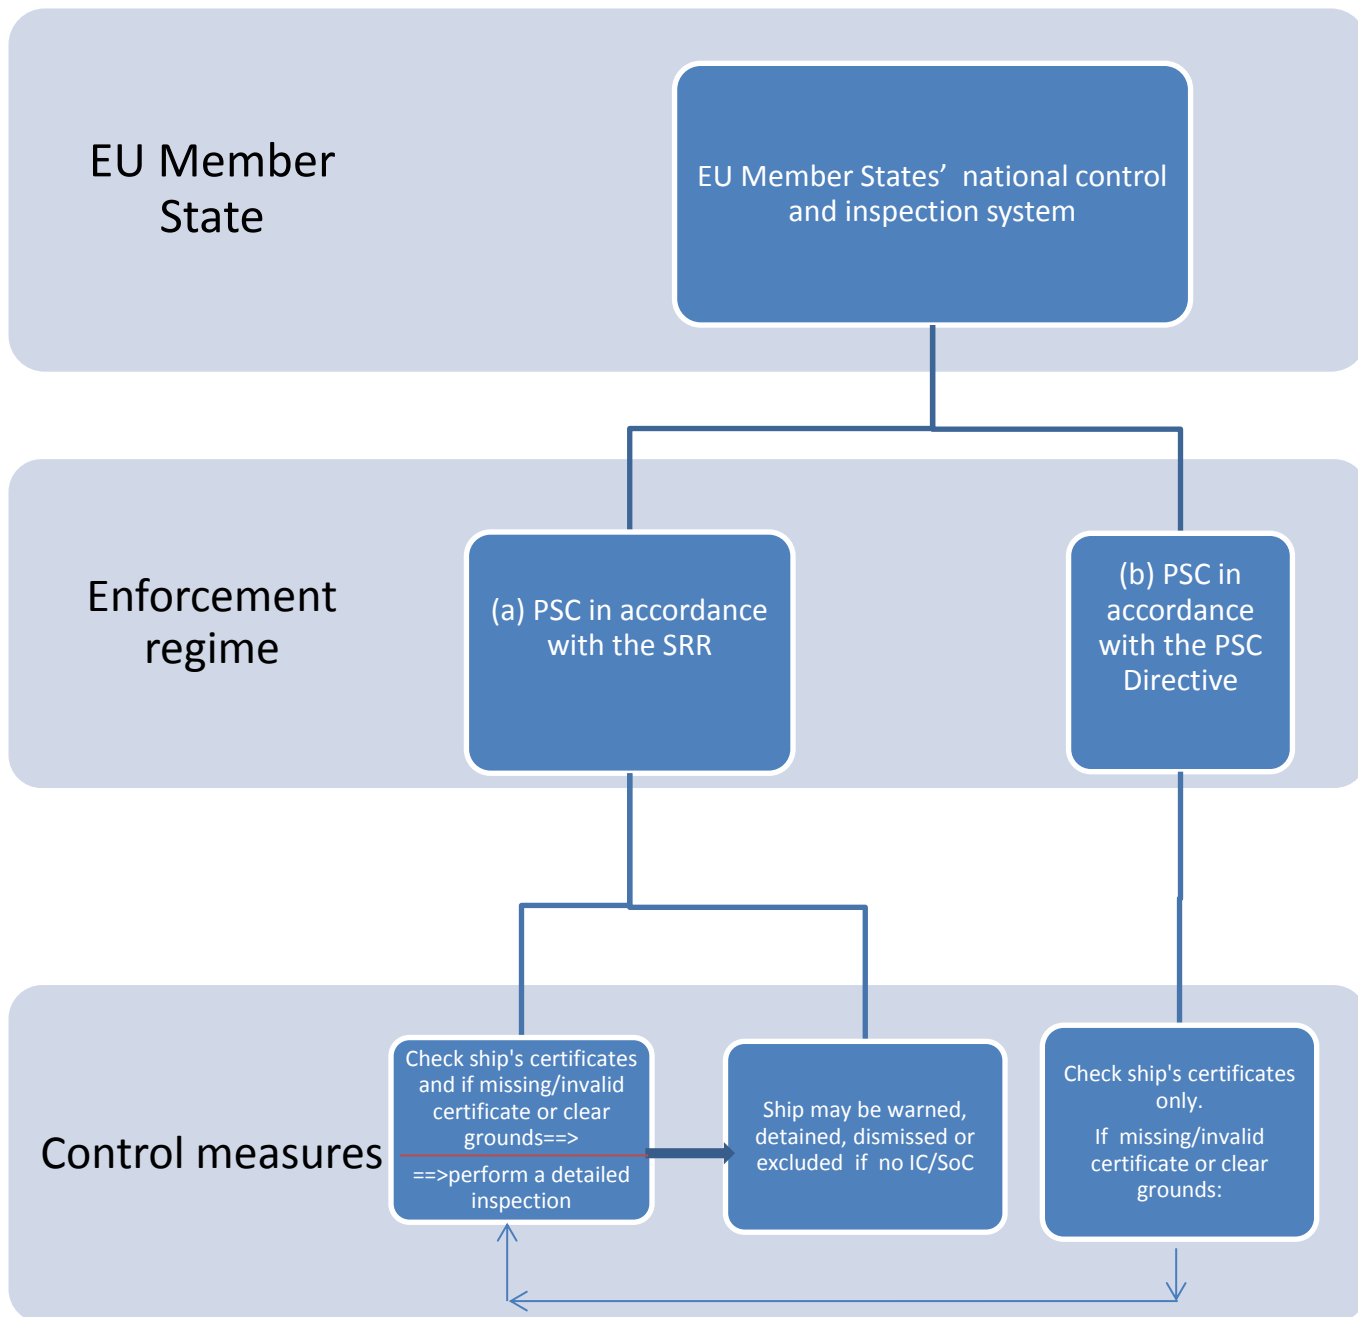 EU Member
State
EU Member States’ national control
and inspection system
Enforcement
regime
(a) PSC in accordance
with the SRR
(b) PSC in
accordance
with the PSC
Directive
Control measures
Check ship's certificates
and if missing/invalid
certificate or clear
grounds==>
==>perform a detailed
inspection
Ship may be warned,
detained, dismissed or
excluded if no IC/SoC
Check ship's certificates
only.
If missing/invalid
certificate or clear
grounds: